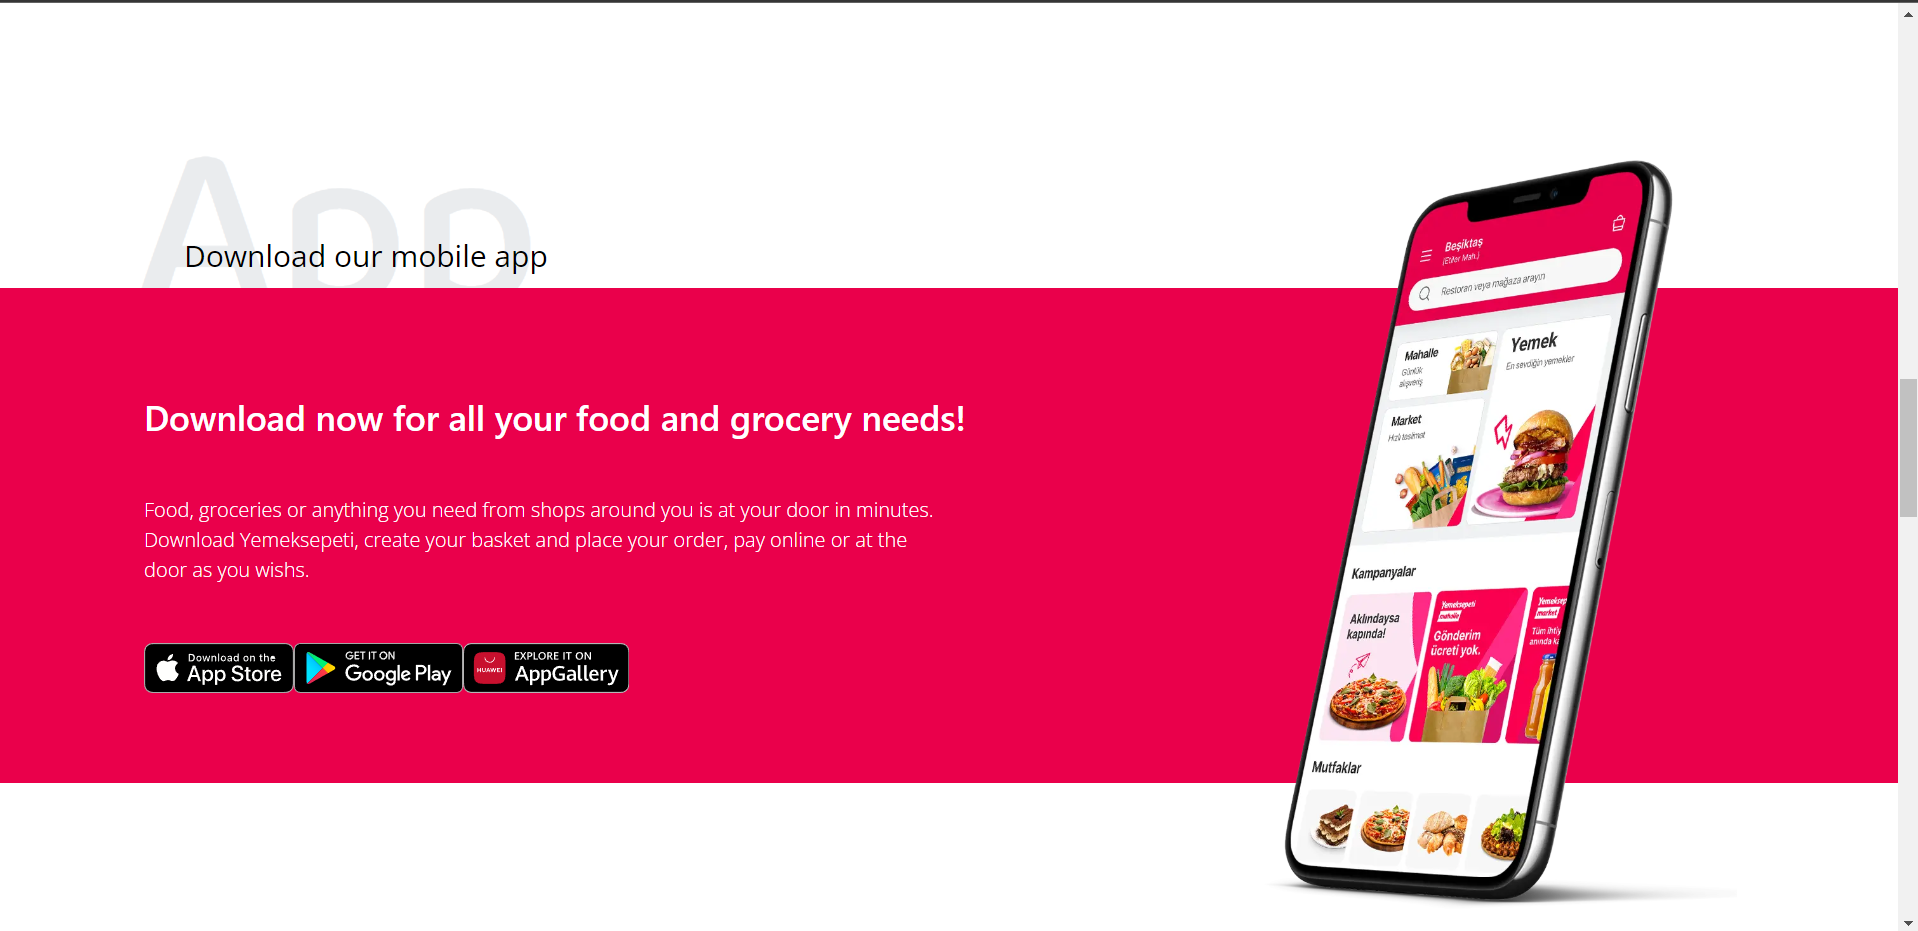 App
Download our mobile app
Download now for all your food and grocery needs!
Food, groceries or anything you need from shops around you is at your door in minutes.
Download Yemeksepeti, create your basket and place your order, pay online or at the
door as you wishs.
Download on the
App Store
GET IT ON
Google Play
HUAWEI
EXPLORE IT ON
AppGallery
Beşiktaş
Restoran veya mağaza arayın
Mahalle
Günlük
alışveriş
Yemek
En sevdiğin yemekler
Market
Hızlı teslimat
Kampanyalar
Aklındaysa
kapında!
Yemeksepeti
mahalle
Gönderim
ücreti yok.
Yemeksep
market
Tüm ihtiy
anında ka
Mutfaklar